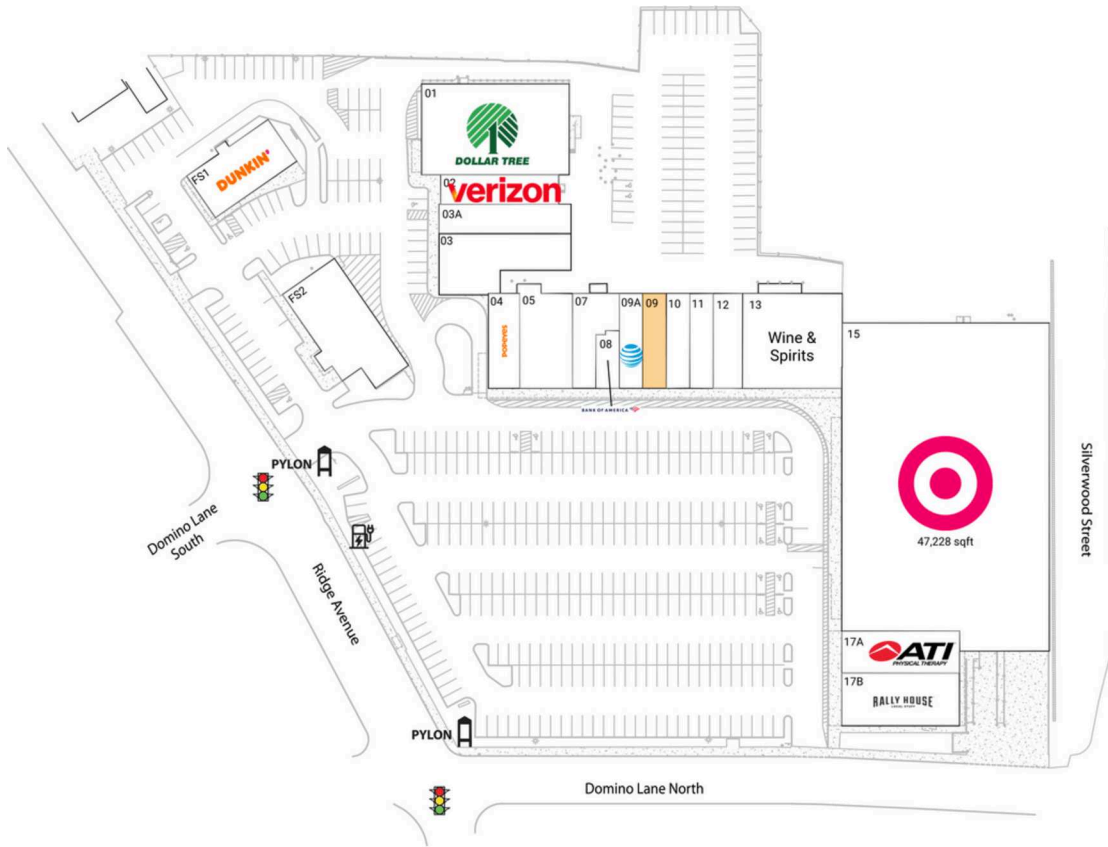 01
DOLLAR TREE
02
verizon
03A
03
FS1
DUNKIN'
FS2
04
POPEYES
05
07
08
BANK OF AMERICA
09A
09
10
11
12
13
Wine &
Spirits
15
47,228 sqft
Silverwood Street
17A
ATI
PHYSICAL THERAPY
17B
RALLY HOUSE
PYLON
Domino Lane
South
Ridge Avenue
PYLON
Domino Lane North